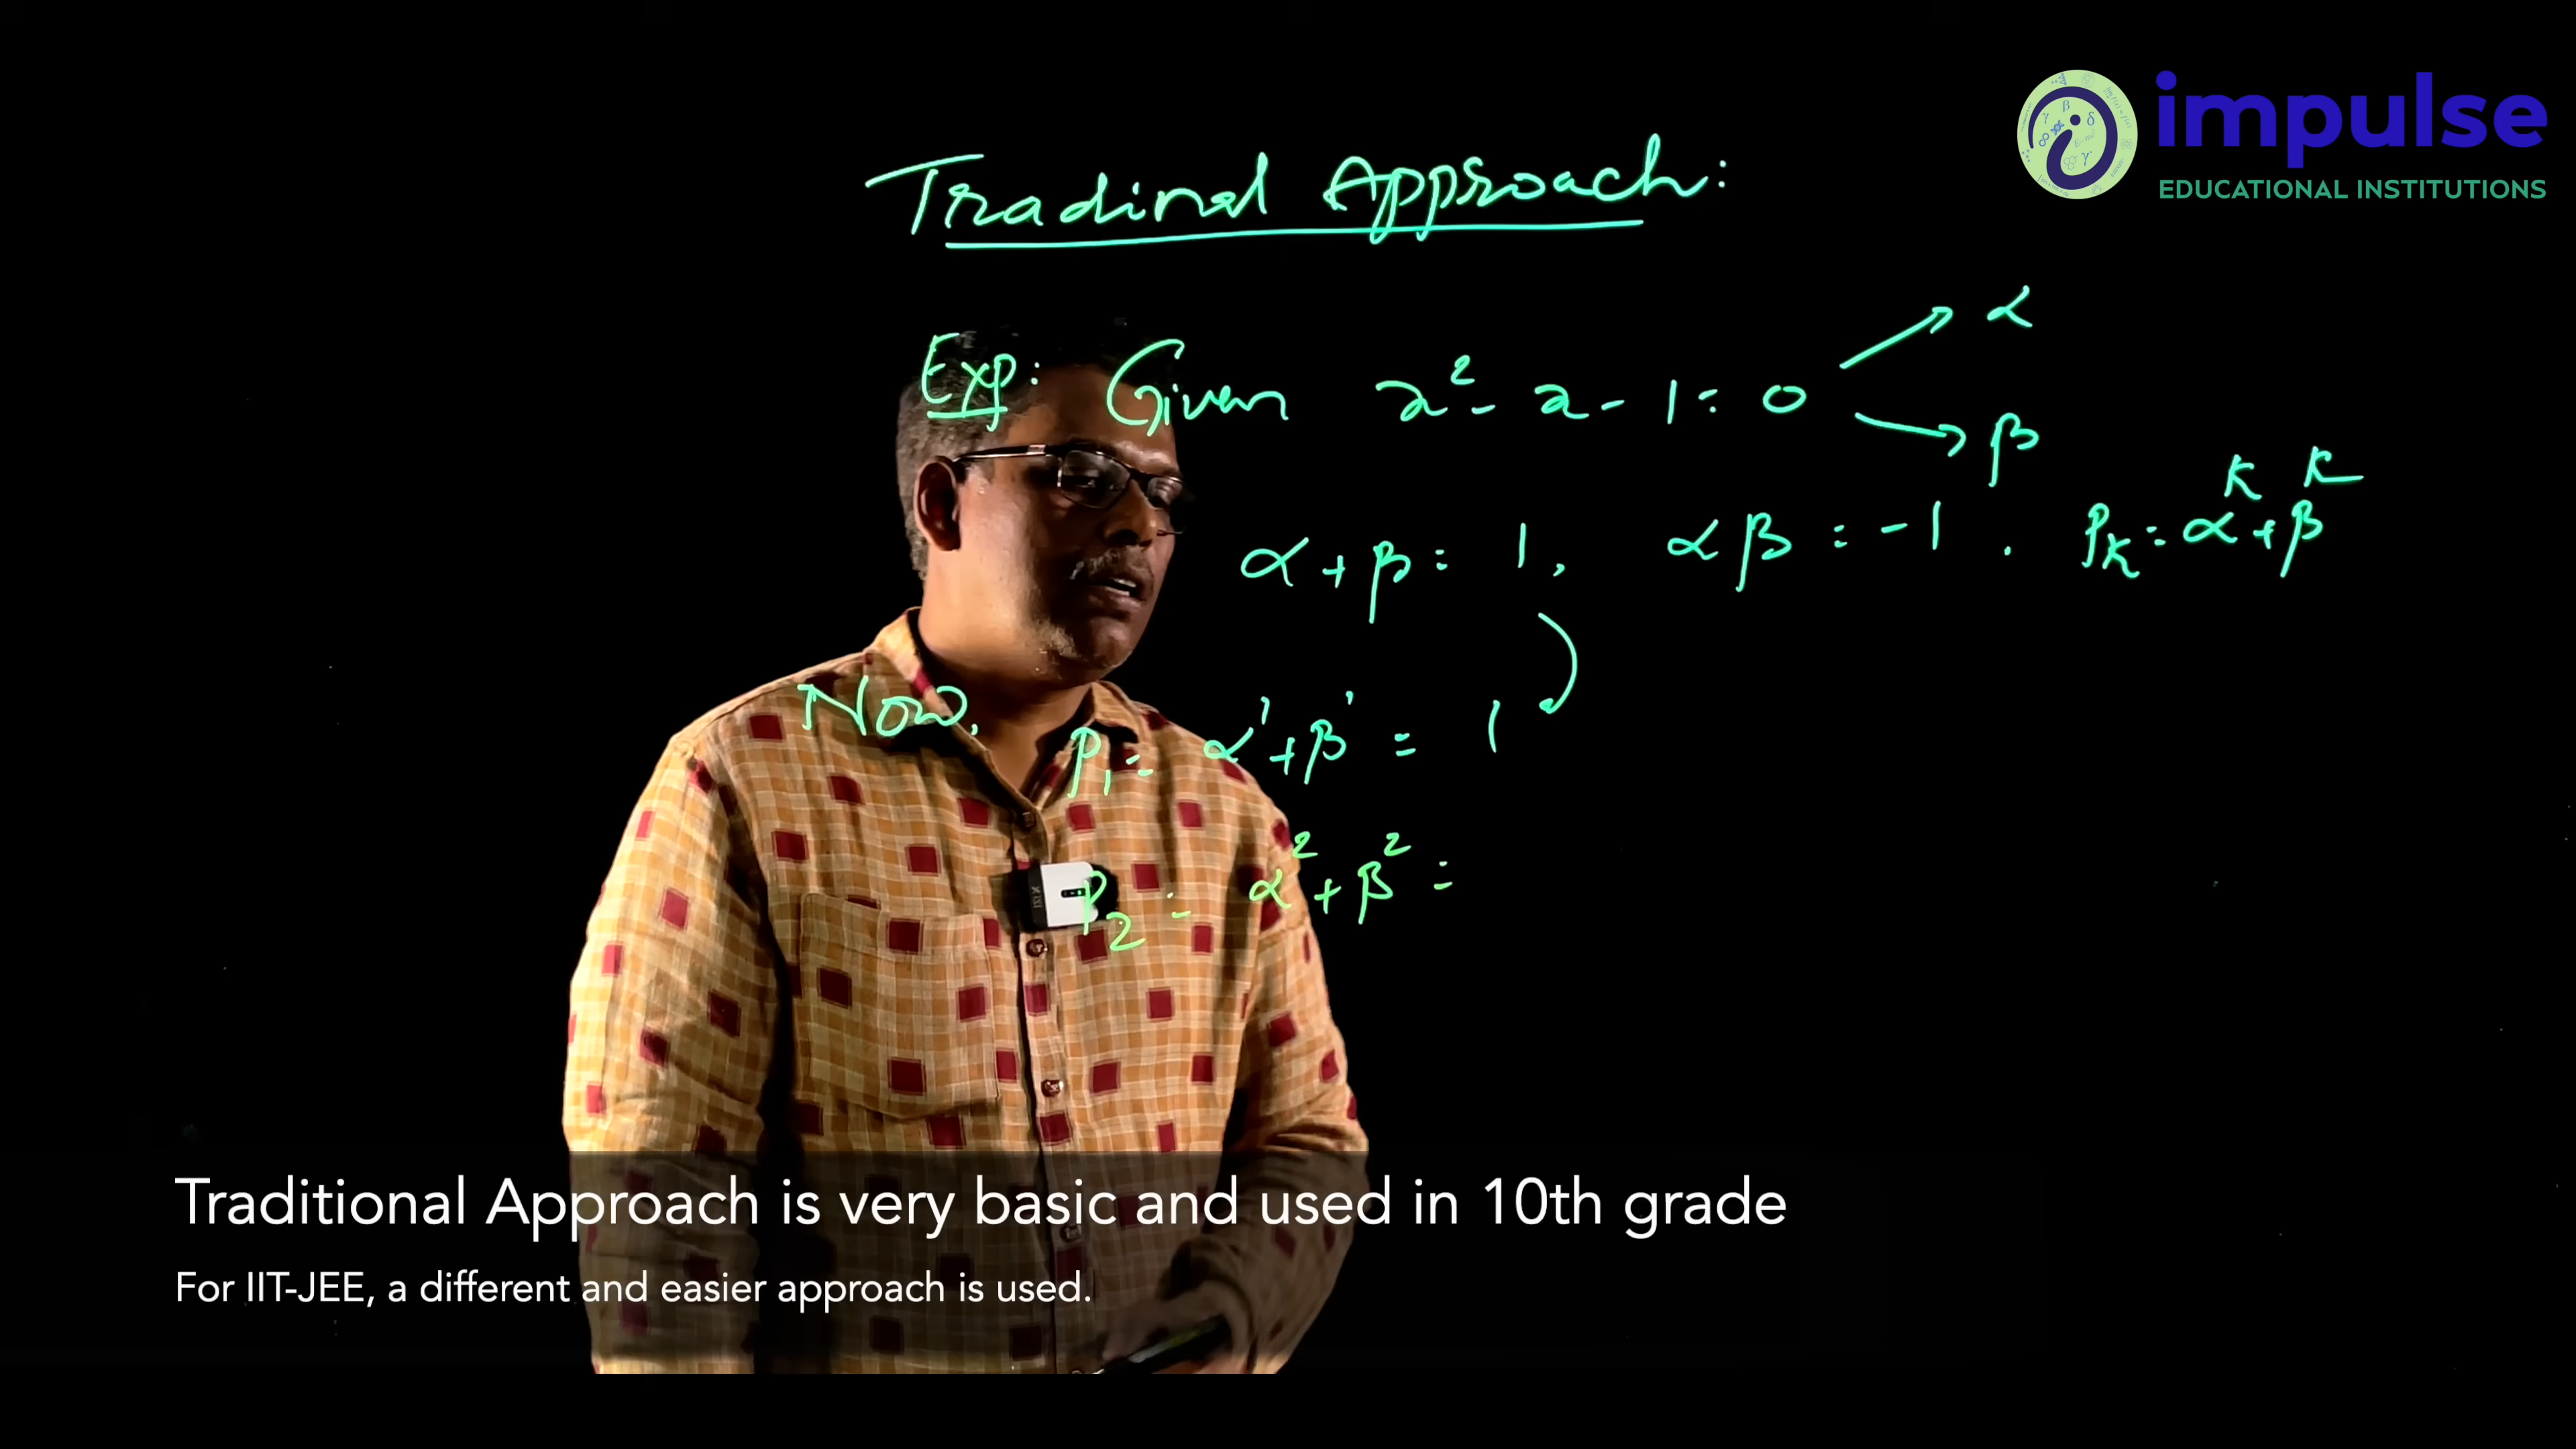 impulse
EDUCATIONAL INSTITUTIONS
Tradinal Approach:
Exp: Given x² - x - 1 = 0
α
β
α + β = 1, αβ = -1. P_K = α^K + β^K
Now, P₁ = α¹ + β¹ = 1
P₂ = α² + β² =
Traditional Approach is very basic and used in 10th grade
For IIT-JEE, a different and easier approach is used.